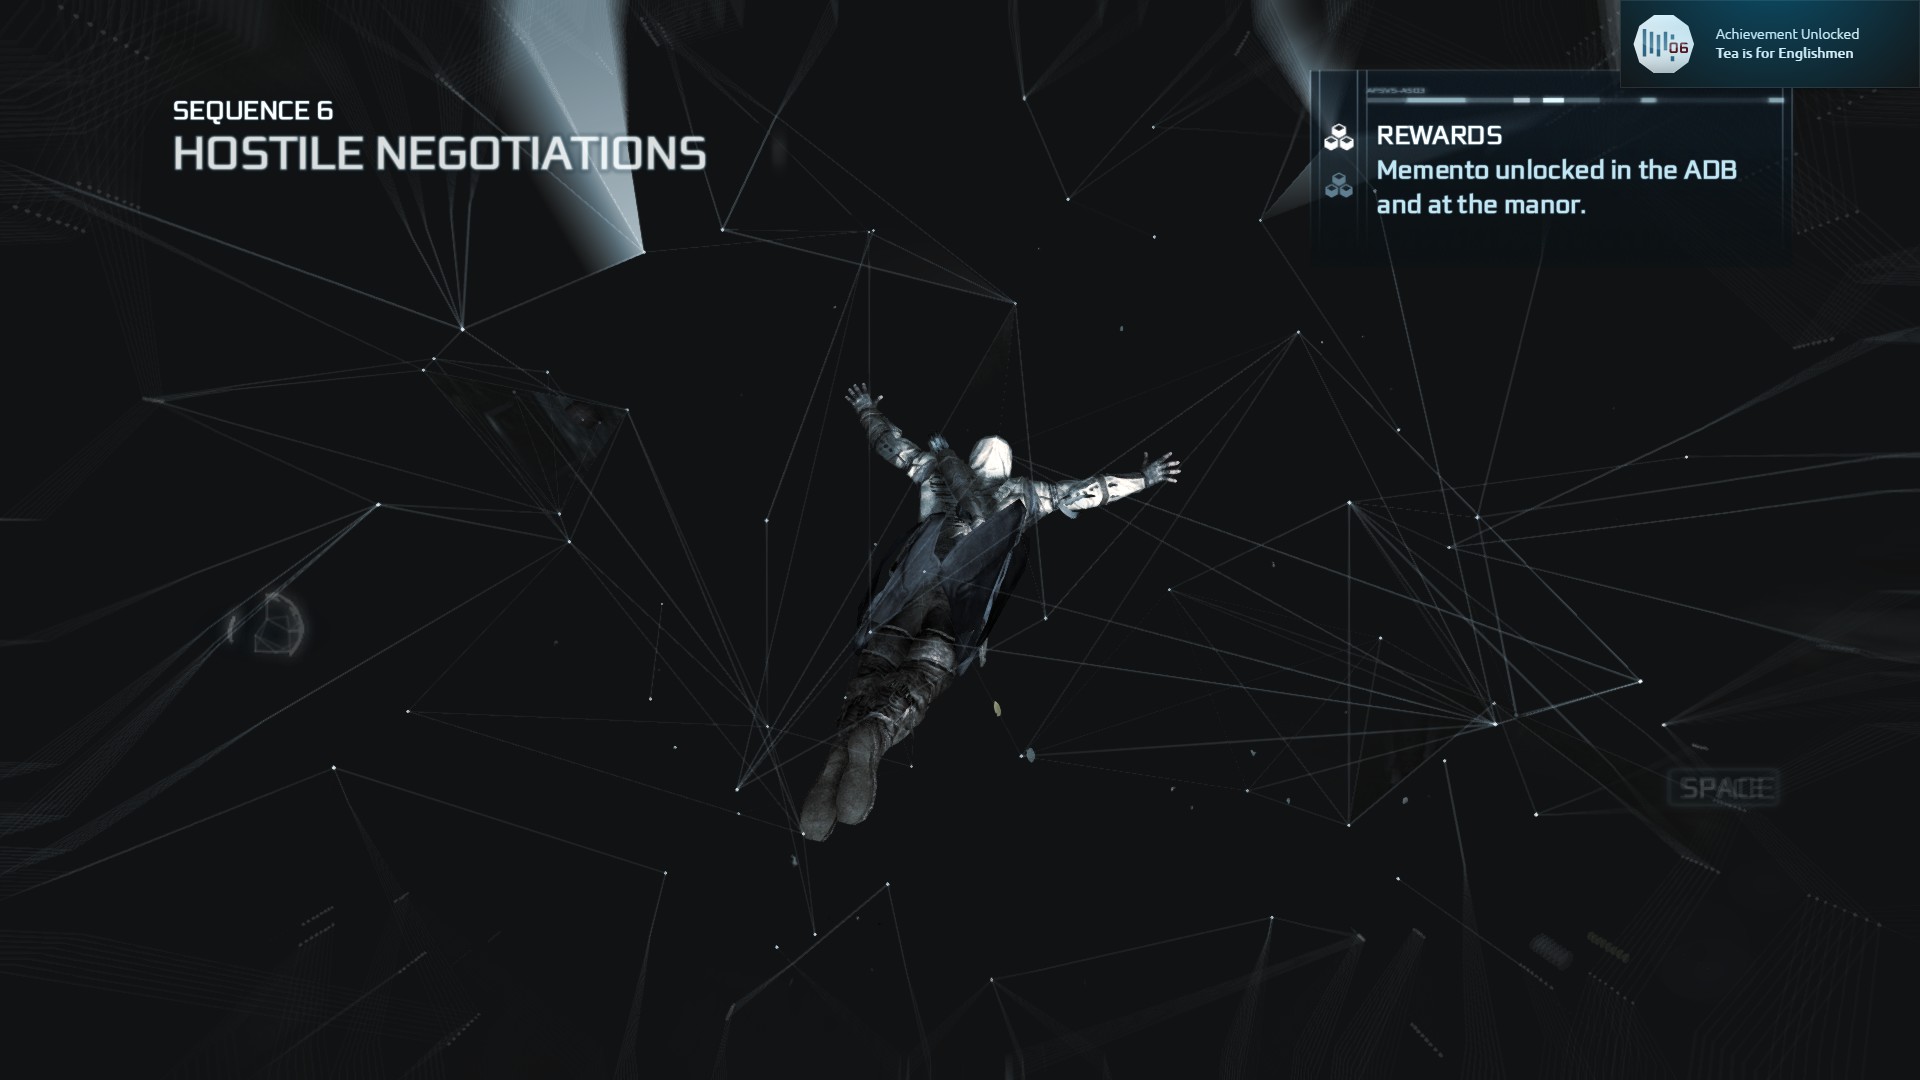 SEQUENCE 6
HOSTILE NEGOTIATIONS
Achievement Unlocked
Tea is for Englishmen
06
REWARDS
Memento unlocked in the ADB
and at the manor.